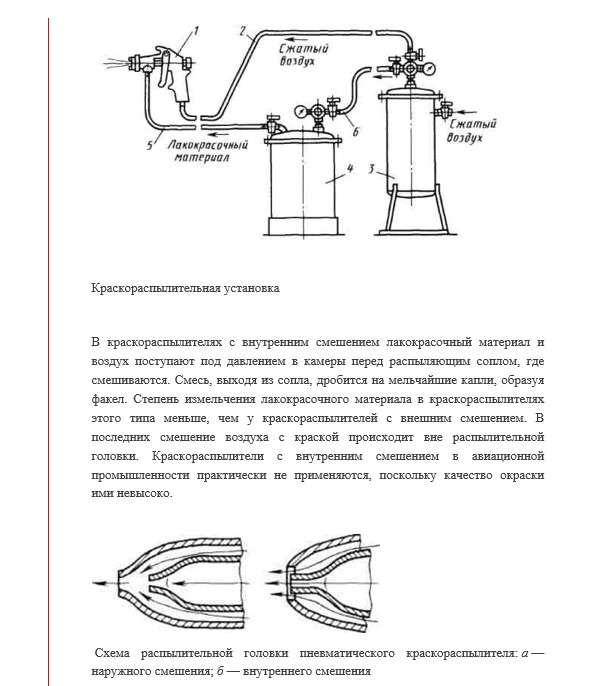 1
2
Сжатый
воздух
Сжатый
воздух
5
Лакокрасочный
материал
6
4
3
Краскораспылительная установка
В краскораспылителях с внутренним смешением лакокрасочный материал и
воздух поступают под давлением в камеры перед распыляющим соплом, где
смешиваются. Смесь, выходя из сопла, дробится на мельчайшие капли, образуя
факел. Степень измельчения лакокрасочного материала в краскораспылителях
этого типа меньше, чем у краскораспылителей с внешним смешением. В
последних смешение воздуха с краской происходит вне распылительной
головки. Краскораспылители с внутренним смешением в авиационной
промышленности практически не применяются, поскольку качество окраски
ими невысоко.
Схема распылительной головки пневматического краскораспылителя: а —
наружного смешения; б — внутреннего смешения